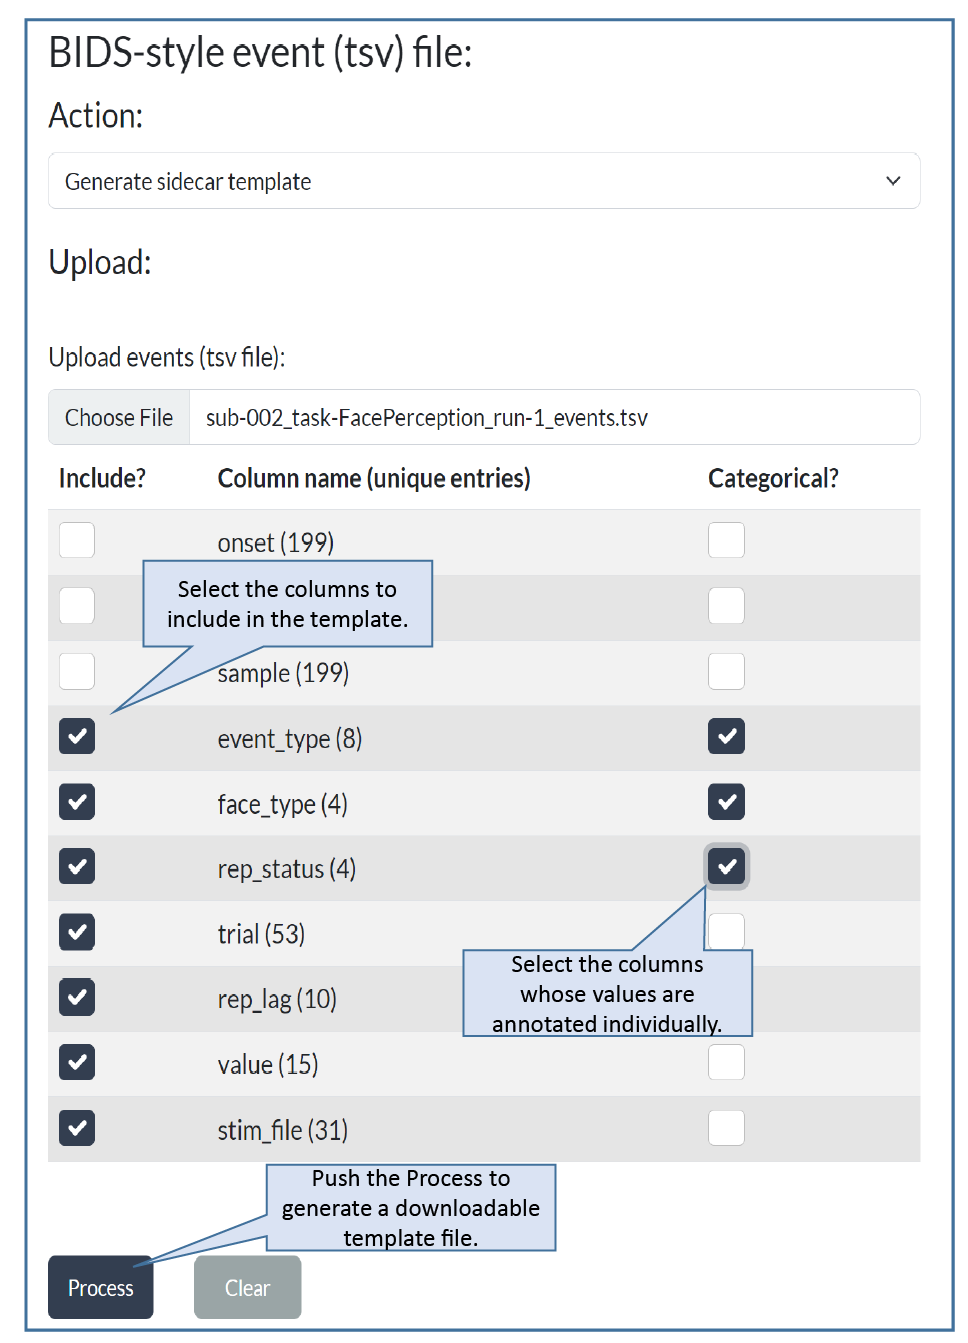 BIDS-style event (tsv) file:
Action:
Generate sidecar template
Upload:
Upload events (tsv file):
Choose File sub-002_task-FacePerception_run-1_events.tsv
Include? Column name (unique entries) Categorical?
onset (199)
Select the columns to
include in the template.
sample (199)
event_type (8)
face_type (4)
rep_status (4)
trial (53)
Select the columns
whose values are
annotated individually.
rep_lag (10)
value (15)
stim_file (31)
Push the Process to
generate a downloadable
template file.
Process Clear